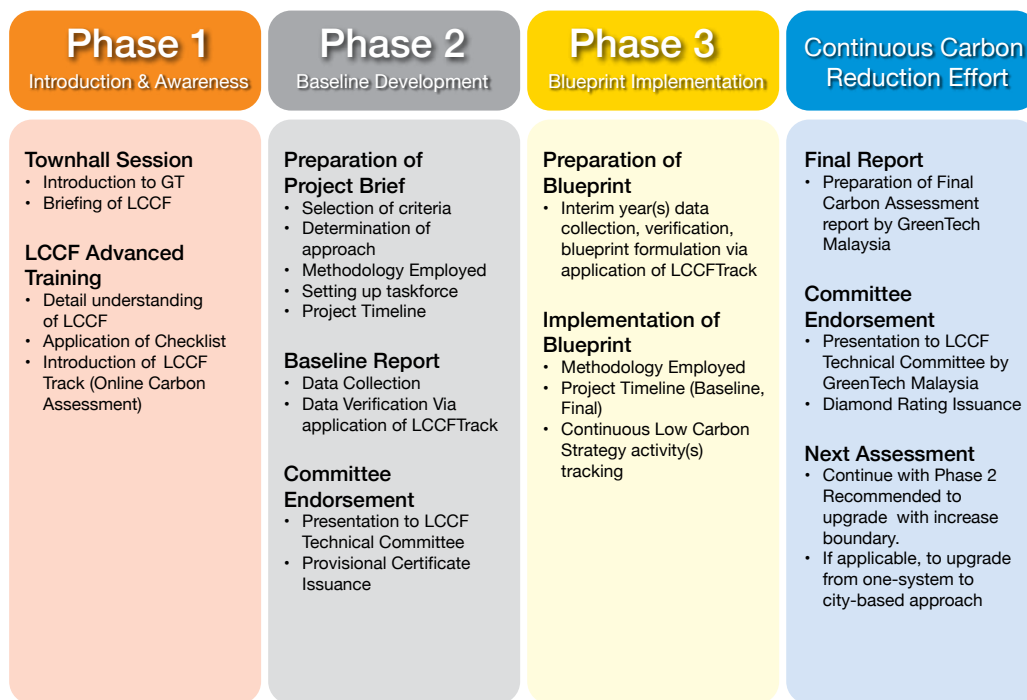 Phase 1
Introduction & Awareness
Townhall Session
• Introduction to GT
• Briefing of LCCF
LCCF Advanced
Training
• Detail understanding
of LCCF
• Application of Checklist
• Introduction of LCCF
Track (Online Carbon
Assessment)
Phase 2
Baseline Development
Preparation of
Project Brief
• Selection of criteria
• Determination of
approach
• Methodology Employed
• Setting up taskforce
• Project Timeline
Baseline Report
• Data Collection
• Data Verification Via
application of LCCFTrack
Committee
Endorsement
• Presentation to LCCF
Technical Committee
• Provisional Certificate
Issuance
Phase 3
Blueprint Implementation
Preparation of
Blueprint
• Interim year(s) data
collection, verification,
blueprint formulation via
application of LCCFTrack
Implementation of
Blueprint
• Methodology Employed
• Project Timeline (Baseline,
Final)
• Continuous Low Carbon
Strategy activity(s)
tracking
Continuous Carbon
Reduction Effort
Final Report
• Preparation of Final
Carbon Assessment
report by GreenTech
Malaysia
Committee
Endorsement
• Presentation to LCCF
Technical Committee by
GreenTech Malaysia
• Diamond Rating Issuance
Next Assessment
• Continue with Phase 2
Recommended to
upgrade with increase
boundary.
• If applicable, to upgrade
from one-system to
city-based approach